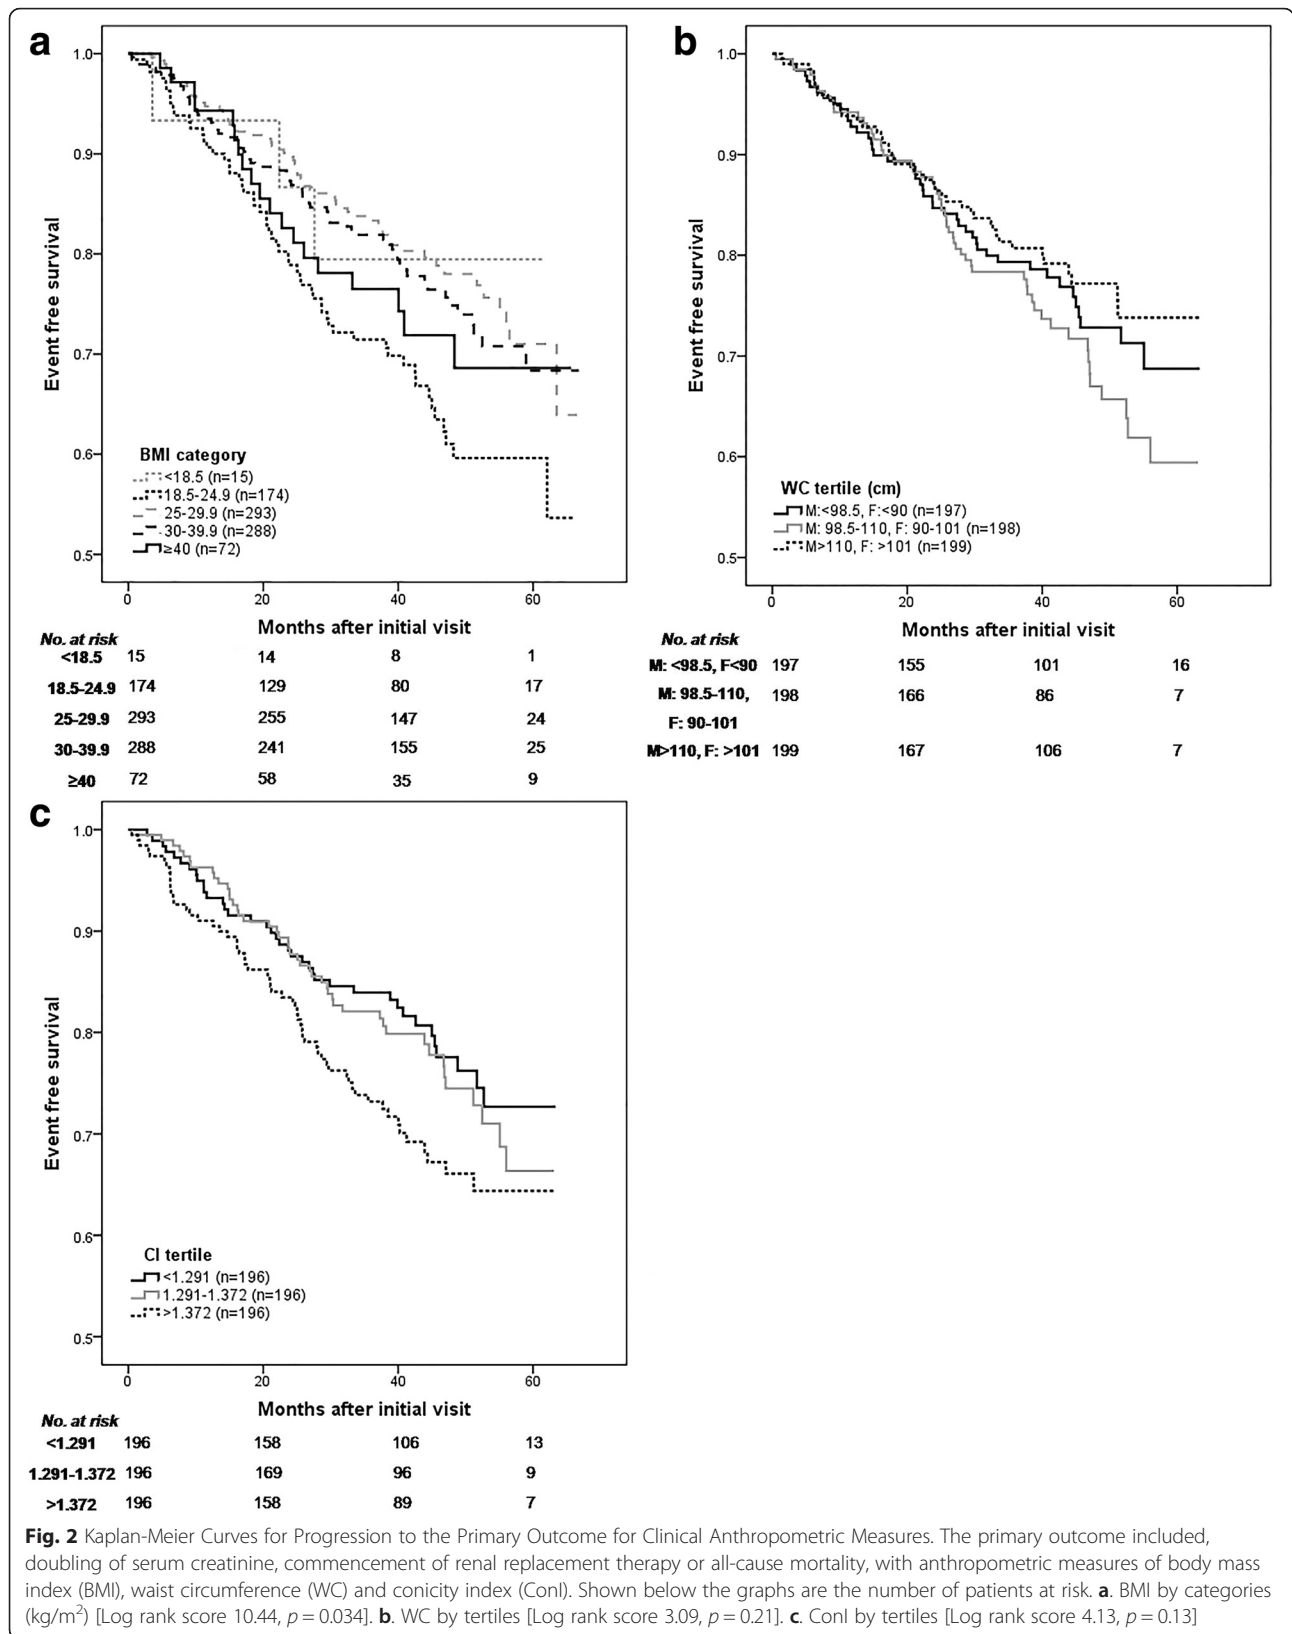 a
1.0
0.9
0.8
0.7
0.6
0.5
Event free survival
BMI category
<18.5 (n=15)
18.5-24.9 (n=174)
25-29.9 (n=293)
30-39.9 (n=288)
≥40 (n=72)
0 20 40 60
Months after initial visit
No. at risk
<18.5 15 14 8 1
18.5-24.9 174 129 80 17
25-29.9 293 255 147 24
30-39.9 288 241 155 25
≥40 72 58 35 9
b
1.0
0.9
0.8
0.7
0.6
0.5
Event free survival
WC tertile (cm)
M:<98.5, F:<90 (n=197)
M: 98.5-110, F: 90-101 (n=198)
M>110, F: >101 (n=199)
0 20 40 60
Months after initial visit
No. at risk
M: <98.5, F<90 197 155 101 16
M: 98.5-110, 198 166 86 7
F: 90-101
M>110, F: >101 199 167 106 7
c
1.0
0.9
0.8
0.7
0.6
0.5
Event free survival
CI tertile
<1.291 (n=196)
1.291-1.372 (n=196)
>1.372 (n=196)
0 20 40 60
Months after initial visit
No. at risk
<1.291 196 158 106 13
1.291-1.372 196 169 96 9
>1.372 196 158 89 7
Fig. 2 Kaplan-Meier Curves for Progression to the Primary Outcome for Clinical Anthropometric Measures. The primary outcome included,
doubling of serum creatinine, commencement of renal replacement therapy or all-cause mortality, with anthropometric measures of body mass
index (BMI), waist circumference (WC) and conicity index (ConI). Shown below the graphs are the number of patients at risk. a. BMI by categories
(kg/m²) [Log rank score 10.44, p = 0.034]. b. WC by tertiles [Log rank score 3.09, p = 0.21]. c. ConI by tertiles [Log rank score 4.13, p = 0.13]